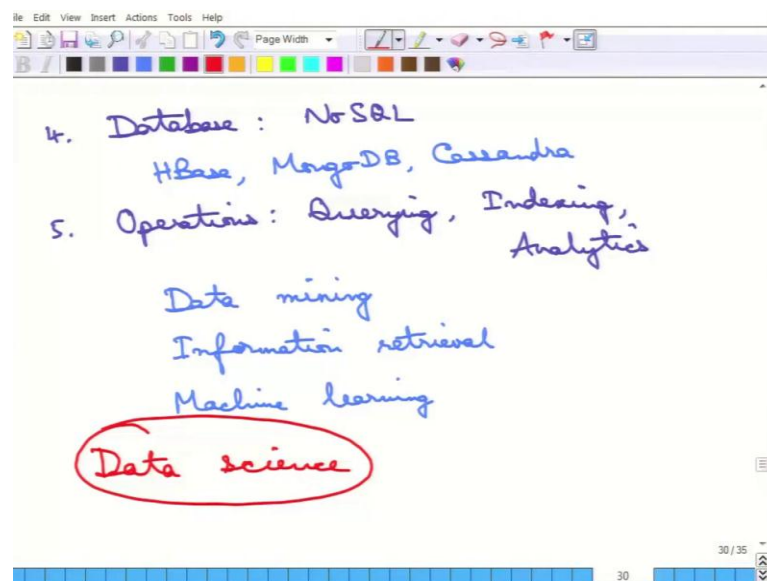 ile Edit View Insert Actions Tools Help
Page Width
B I
4. Database : NoSQL
HBase, MongoDB, Cassandra
5. Operations : Querying, Indexing,
Analytics
Data mining
Information retrieval
Machine learning
Data science
30 / 35
30